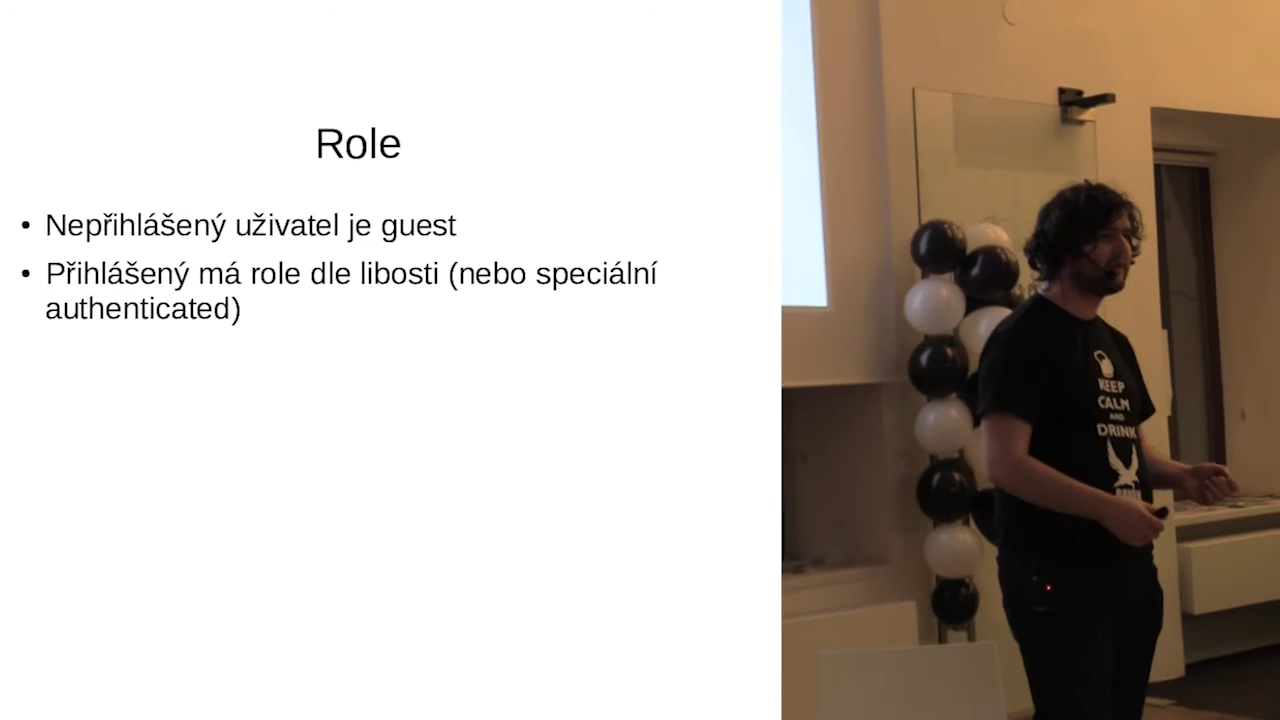 Role
• Nepřihlášený uživatel je guest
• Přihlášený má role dle libosti (nebo speciální
authenticated)
KEEP
CALM
AND
DRINK